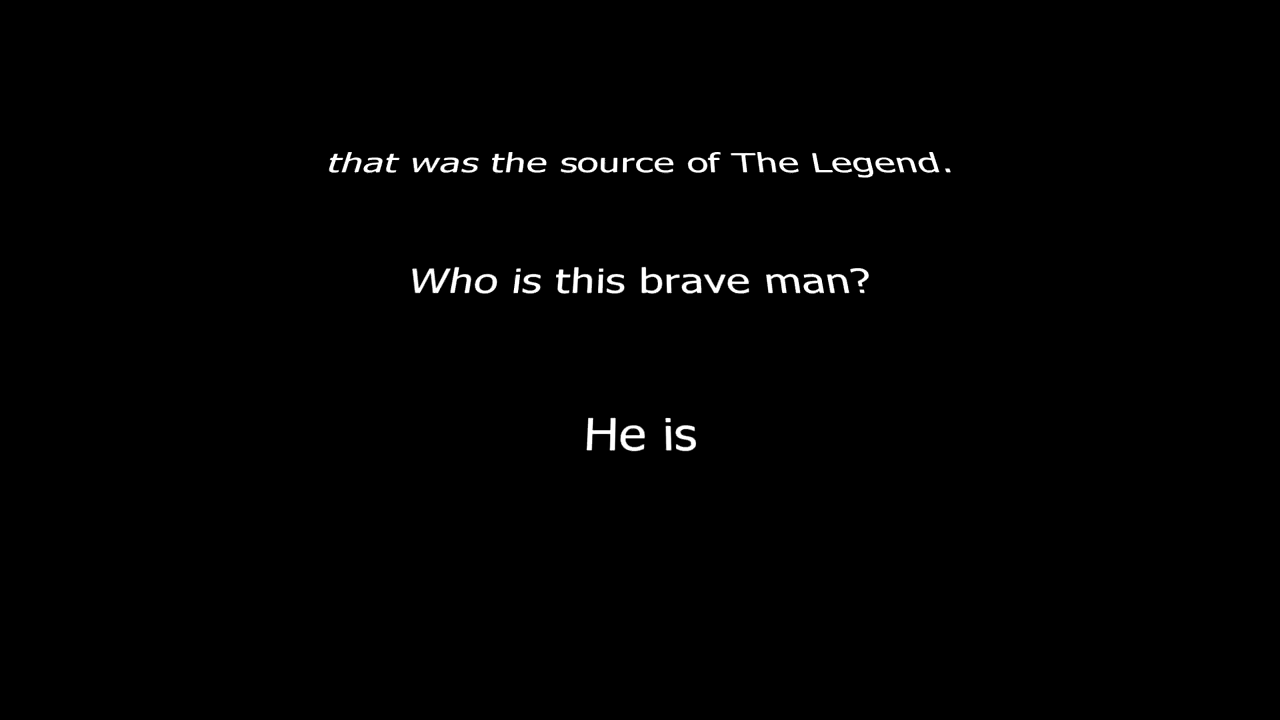 that was the source of The Legend.
Who is this brave man?
He is